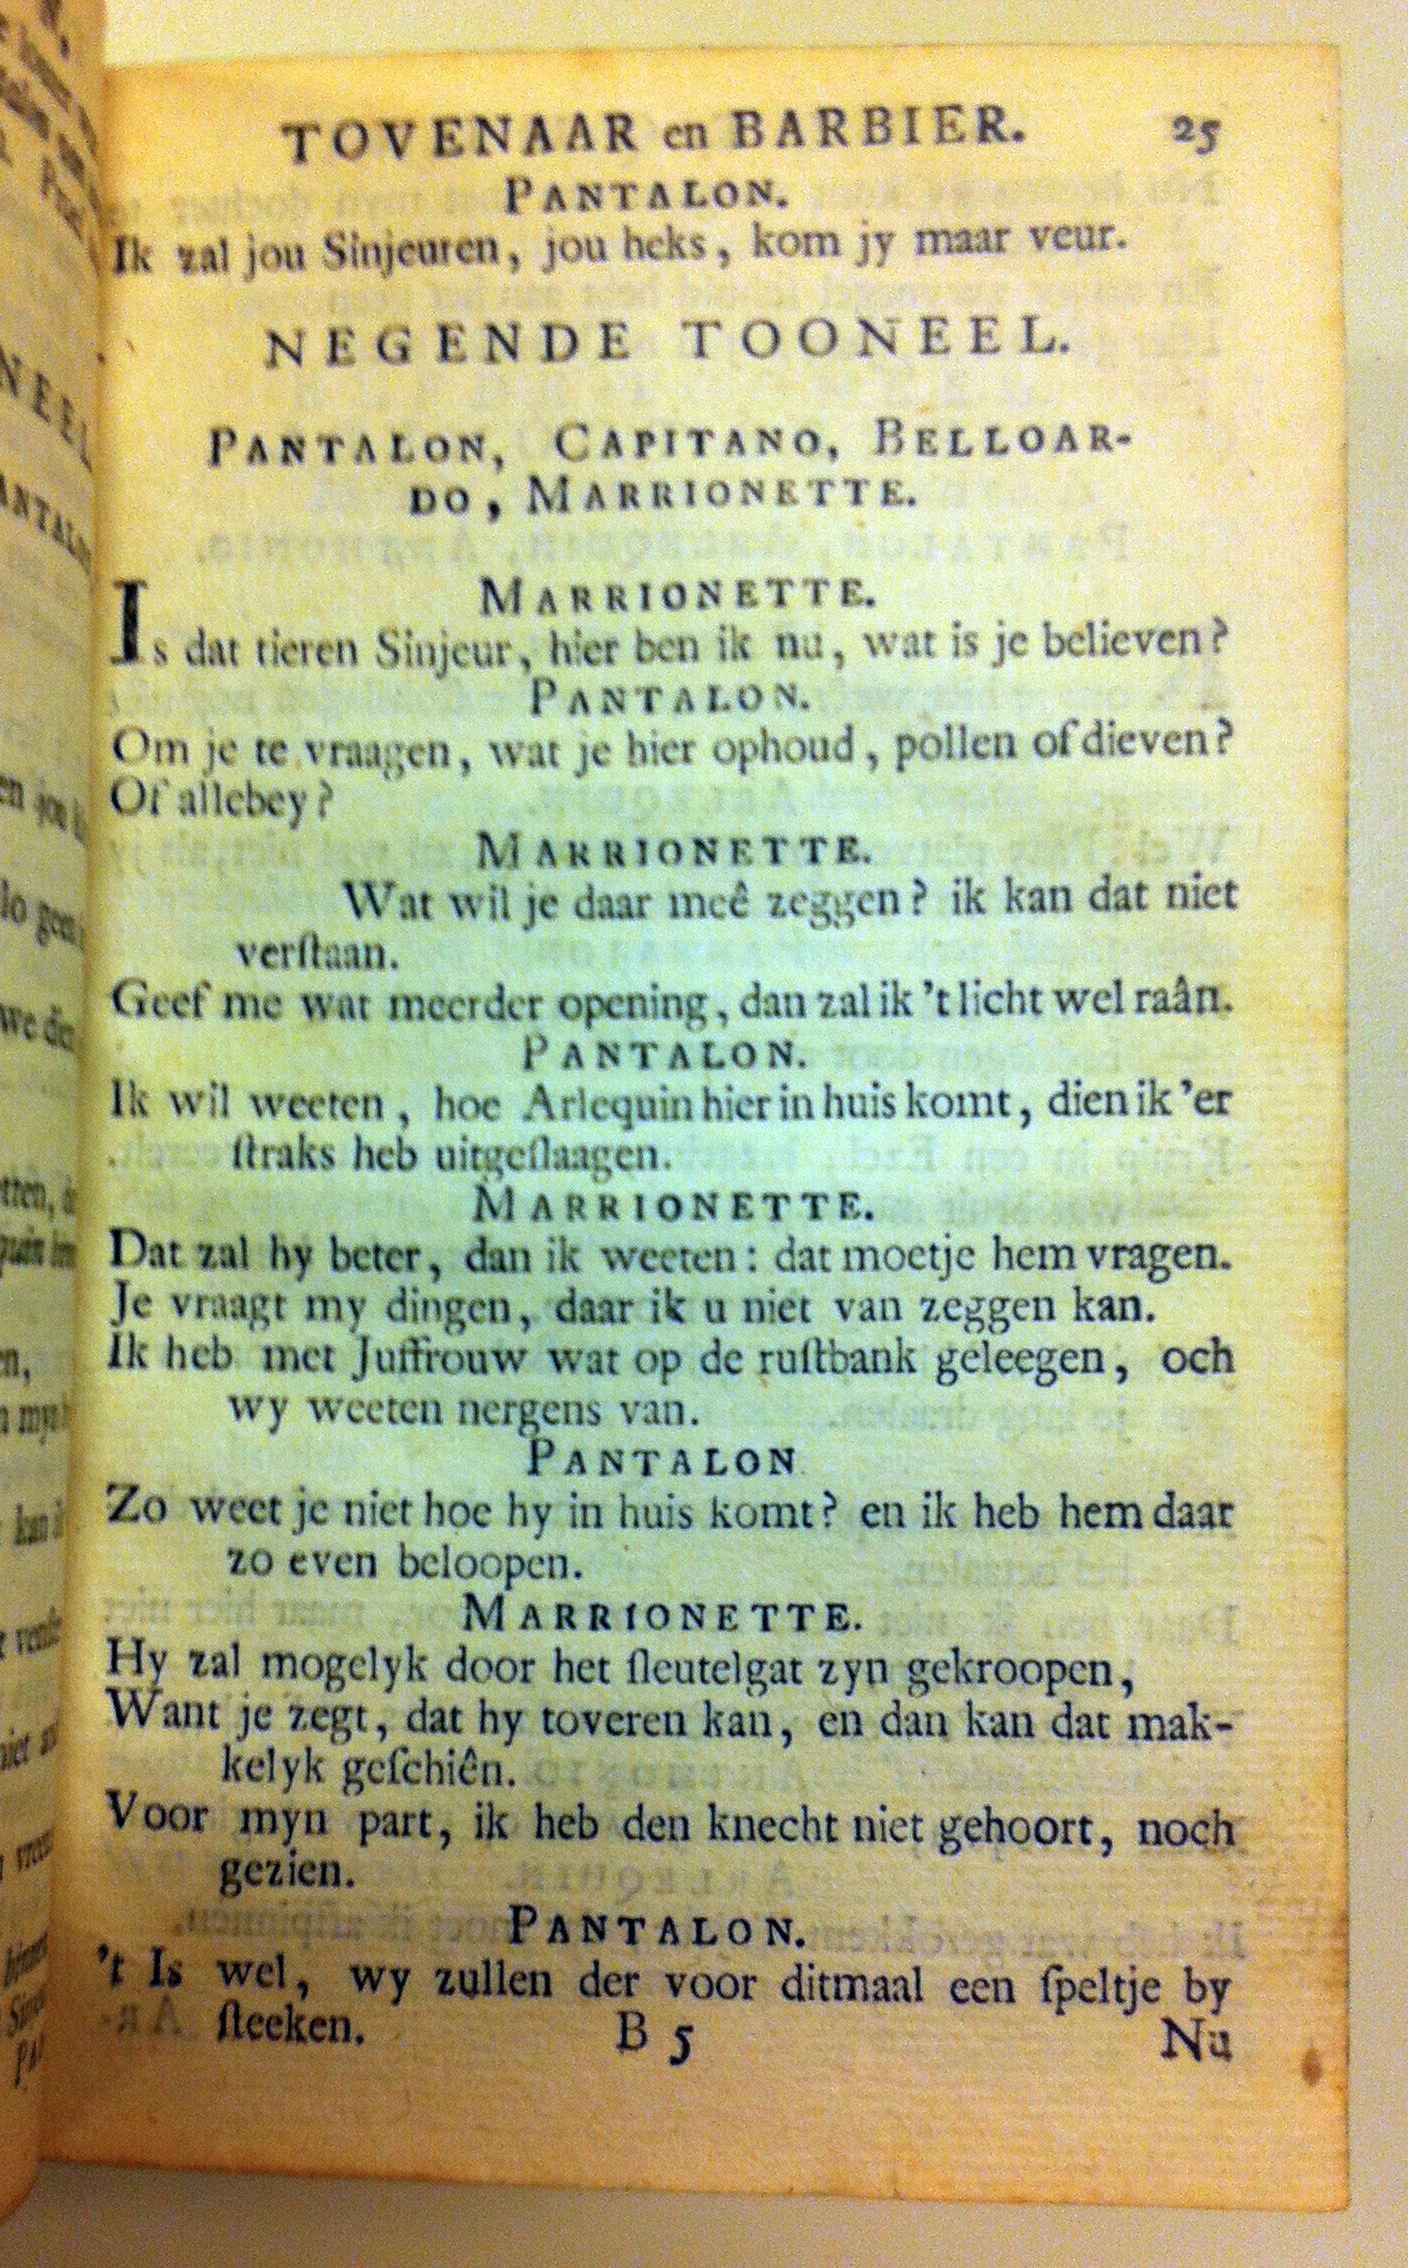 TOVENAAR en BARBIER. 25
PANTALON.
Ik zal jou Sinjeuren, jou heks, kom jy maar veur.
NEGENDE TOONEEL.
PANTALON, CAPITANO, BELLOAR-
DO, MARRIONETTE.
MARRIONETTE.
Is dat tieren Sinjeur, hier ben ik nu, wat is je believen?
PANTALON.
Om je te vraagen, wat je hier ophoud, pollen of dieven?
Of allebey?
MARRIONETTE.
Wat wil je daar meê zeggen? ik kan dat niet
verſtaan.
Geef me wat meerder opening, dan zal ik 't licht wel raân.
PANTALON.
Ik wil weeten, hoe Arlequin hier in huis komt, dien ik 'er
ſtraks heb uitgeſlaagen.
MARRIONETTE.
Dat zal hy beter, dan ik weeten: dat moetje hem vragen.
Je vraagt my dingen, daar ik u niet van zeggen kan.
Ik heb met Juffrouw wat op de ruſtbank geleegen, och
wy weeten nergens van.
PANTALON
Zo weet je niet hoe hy in huis komt? en ik heb hem daar
zo even beloopen.
MARRIONETTE.
Hy zal mogelyk door het ſleutelgat zyn gekroopen,
Want je zegt, dat hy toveren kan, en dan kan dat mak-
kelyk geſchiên.
Voor myn part, ik heb den knecht niet gehoort, noch
gezien.
PANTALON.
't Is wel, wy zullen der voor ditmaal een ſpeltje by
ſteeken. B 5 Nu